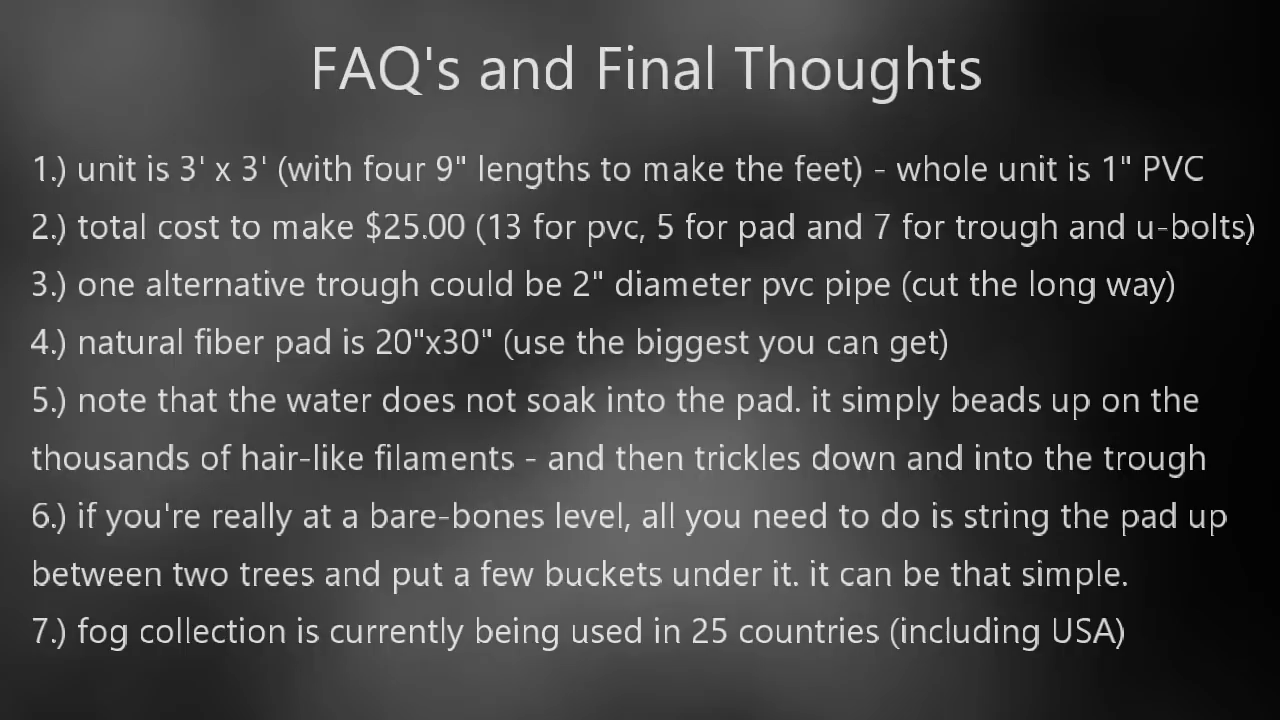 FAQ's and Final Thoughts
1.) unit is 3' x 3' (with four 9" lengths to make the feet) - whole unit is 1" PVC
2.) total cost to make $25.00 (13 for pvc, 5 for pad and 7 for trough and u-bolts)
3.) one alternative trough could be 2" diameter pvc pipe (cut the long way)
4.) natural fiber pad is 20"x30" (use the biggest you can get)
5.) note that the water does not soak into the pad. it simply beads up on the
thousands of hair-like filaments - and then trickles down and into the trough
6.) if you're really at a bare-bones level, all you need to do is string the pad up
between two trees and put a few buckets under it. it can be that simple.
7.) fog collection is currently being used in 25 countries (including USA)